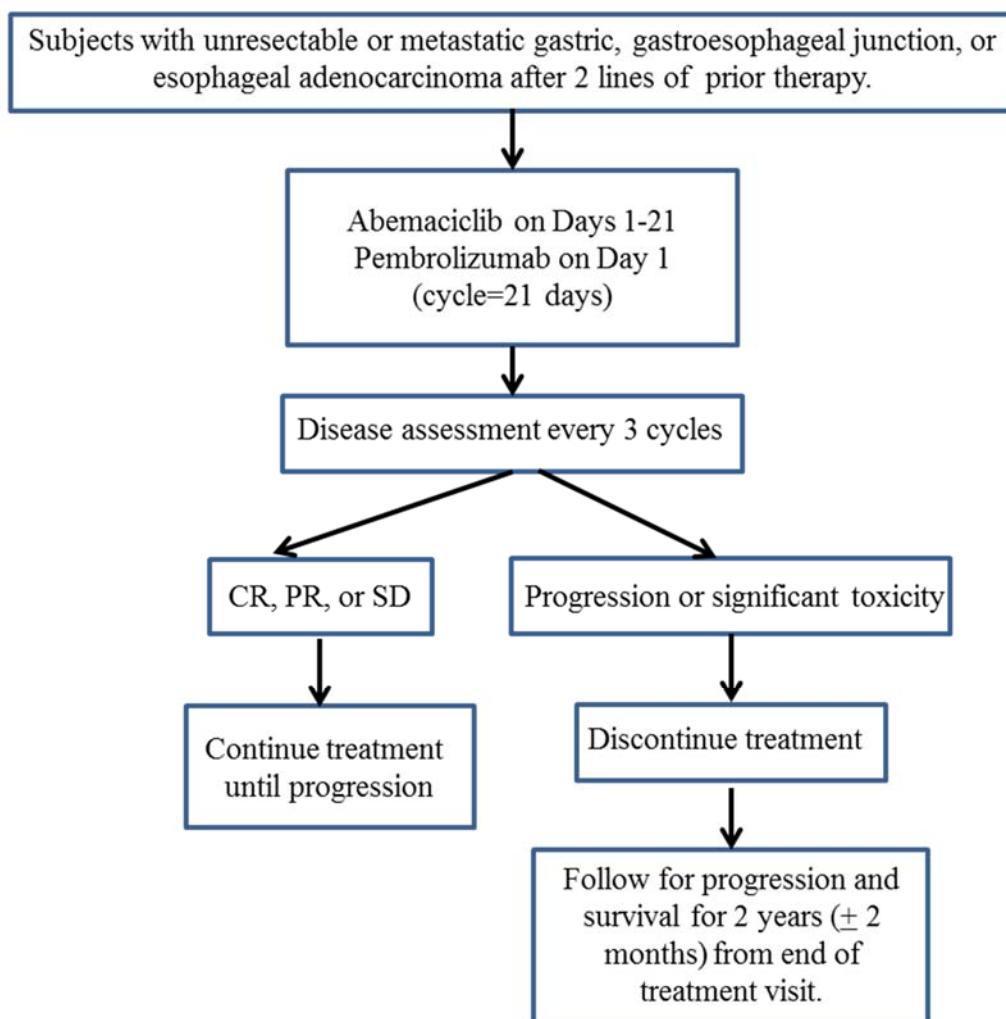 Subjects with unresectable or metastatic gastric, gastroesophageal junction, or
esophageal adenocarcinoma after 2 lines of prior therapy.
Abemaciclib on Days 1-21
Pembrolizumab on Day 1
(cycle=21 days)
Disease assessment every 3 cycles
CR, PR, or SD
Progression or significant toxicity
Continue treatment
until progression
Discontinue treatment
Follow for progression and
survival for 2 years (± 2
months) from end of
treatment visit.